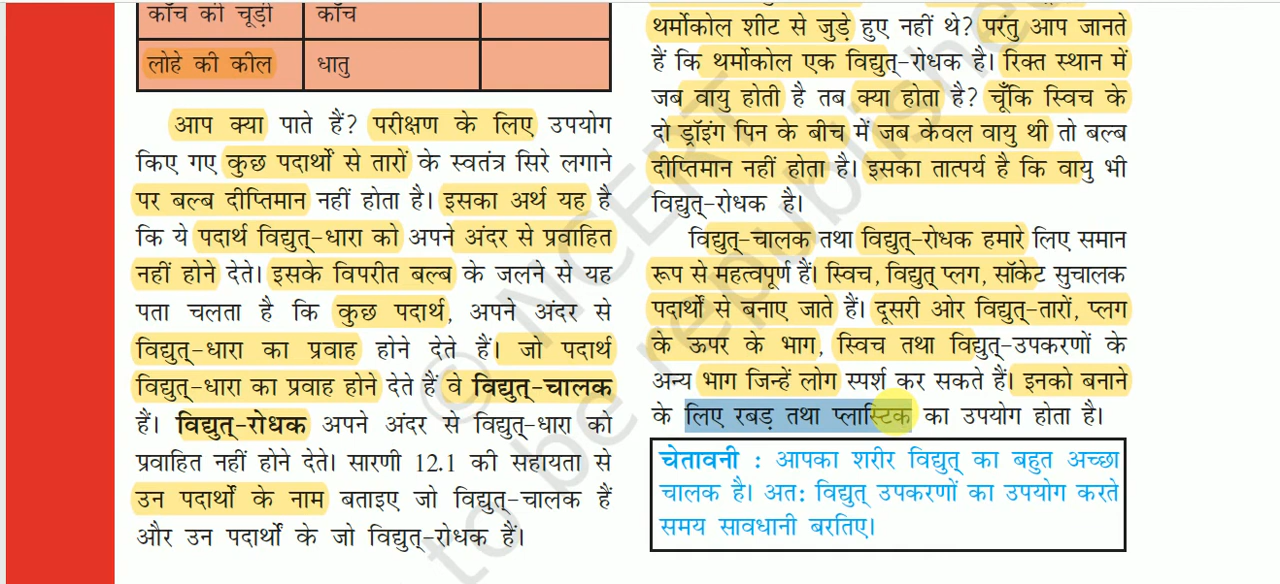 काँच की चूड़ी काँच
लोहे की कील धातु
आप क्या पाते हैं? परीक्षण के लिए उपयोग
किए गए कुछ पदार्थों से तारों के स्वतंत्र सिरे लगाने
पर बल्ब दीप्तिमान नहीं होता है। इसका अर्थ यह है
कि ये पदार्थ विद्युत्-धारा को अपने अंदर से प्रवाहित
नहीं होने देते। इसके विपरीत बल्ब के जलने से यह
पता चलता है कि कुछ पदार्थ, अपने अंदर से
विद्युत्-धारा का प्रवाह होने देते हैं। जो पदार्थ
विद्युत्-धारा का प्रवाह होने देते हैं वे विद्युत्-चालक
हैं। विद्युत्-रोधक अपने अंदर से विद्युत्-धारा को
प्रवाहित नहीं होने देते। सारणी 12.1 की सहायता से
उन पदार्थों के नाम बताइए जो विद्युत्-चालक हैं
और उन पदार्थों के जो विद्युत्-रोधक हैं।
थर्मोकोल शीट से जुड़े हुए नहीं थे? परंतु आप जानते
हैं कि थर्मोकोल एक विद्युत्-रोधक है। रिक्त स्थान में
जब वायु होती है तब क्या होता है? चूँकि स्विच के
दो ड्रॉइंग पिन के बीच में जब केवल वायु थी तो बल्ब
दीप्तिमान नहीं होता है। इसका तात्पर्य है कि वायु भी
विद्युत्-रोधक है।
विद्युत्-चालक तथा विद्युत्-रोधक हमारे लिए समान
रूप से महत्वपूर्ण हैं। स्विच, विद्युत् प्लग, सॉकेट सुचालक
पदार्थों से बनाए जाते हैं। दूसरी ओर विद्युत्-तारों, प्लग
के ऊपर के भाग, स्विच तथा विद्युत-उपकरणों के
अन्य भाग जिन्हें लोग स्पर्श कर सकते हैं। इनको बनाने
के लिए रबड़ तथा प्लास्टिक का उपयोग होता है।
चेतावनी : आपका शरीर विद्युत् का बहुत अच्छा
चालक है। अत: विद्युत् उपकरणों का उपयोग करते
समय सावधानी बरतिए।
© NCERT
to be republished